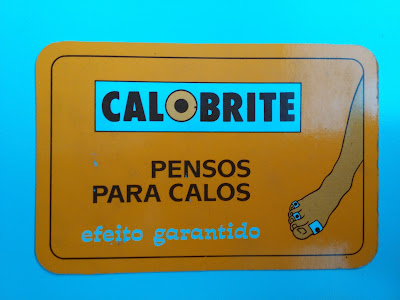 CALOBRITE
PENSOS
PARA CALOS
efeito garantido